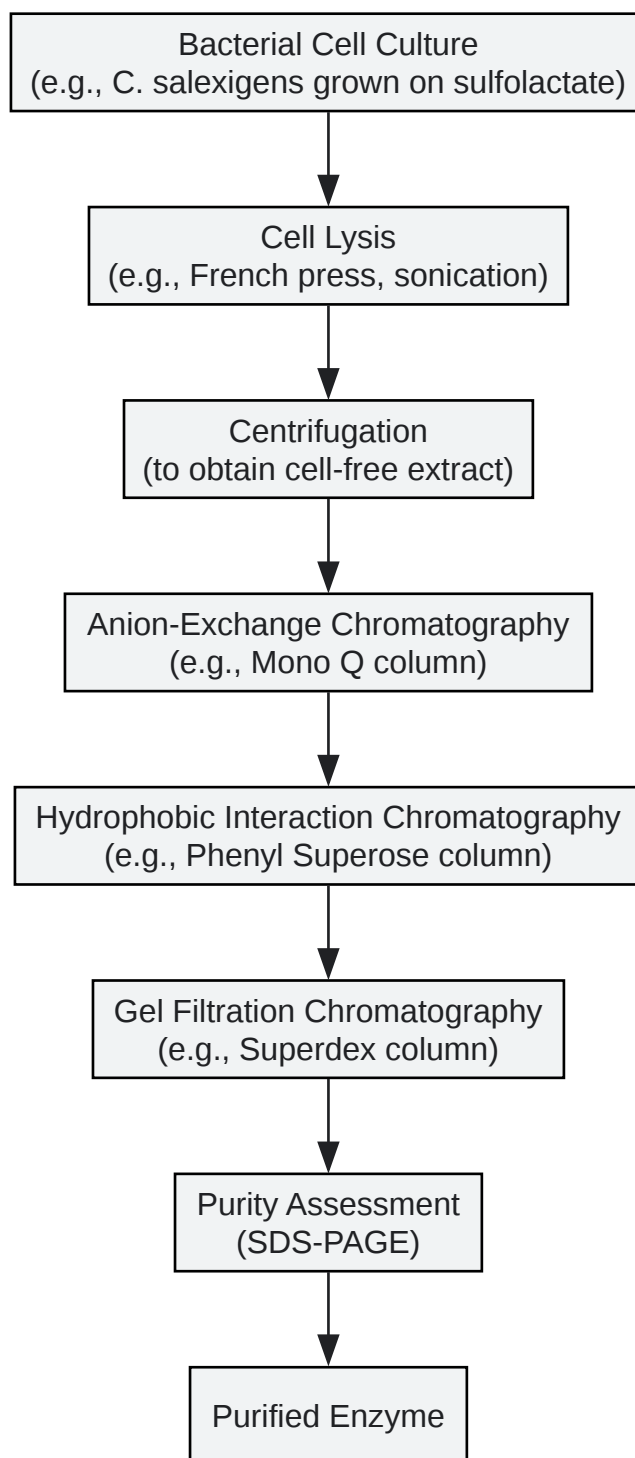 Bacterial Cell Culture
(e.g., C. salexigens grown on sulfolactate)
Cell Lysis
(e.g., French press, sonication)
Centrifugation
(to obtain cell-free extract)
Anion-Exchange Chromatography
(e.g., Mono Q column)
Hydrophobic Interaction Chromatography
(e.g., Phenyl Superose column)
Gel Filtration Chromatography
(e.g., Superdex column)
Purity Assessment
(SDS-PAGE)
Purified Enzyme